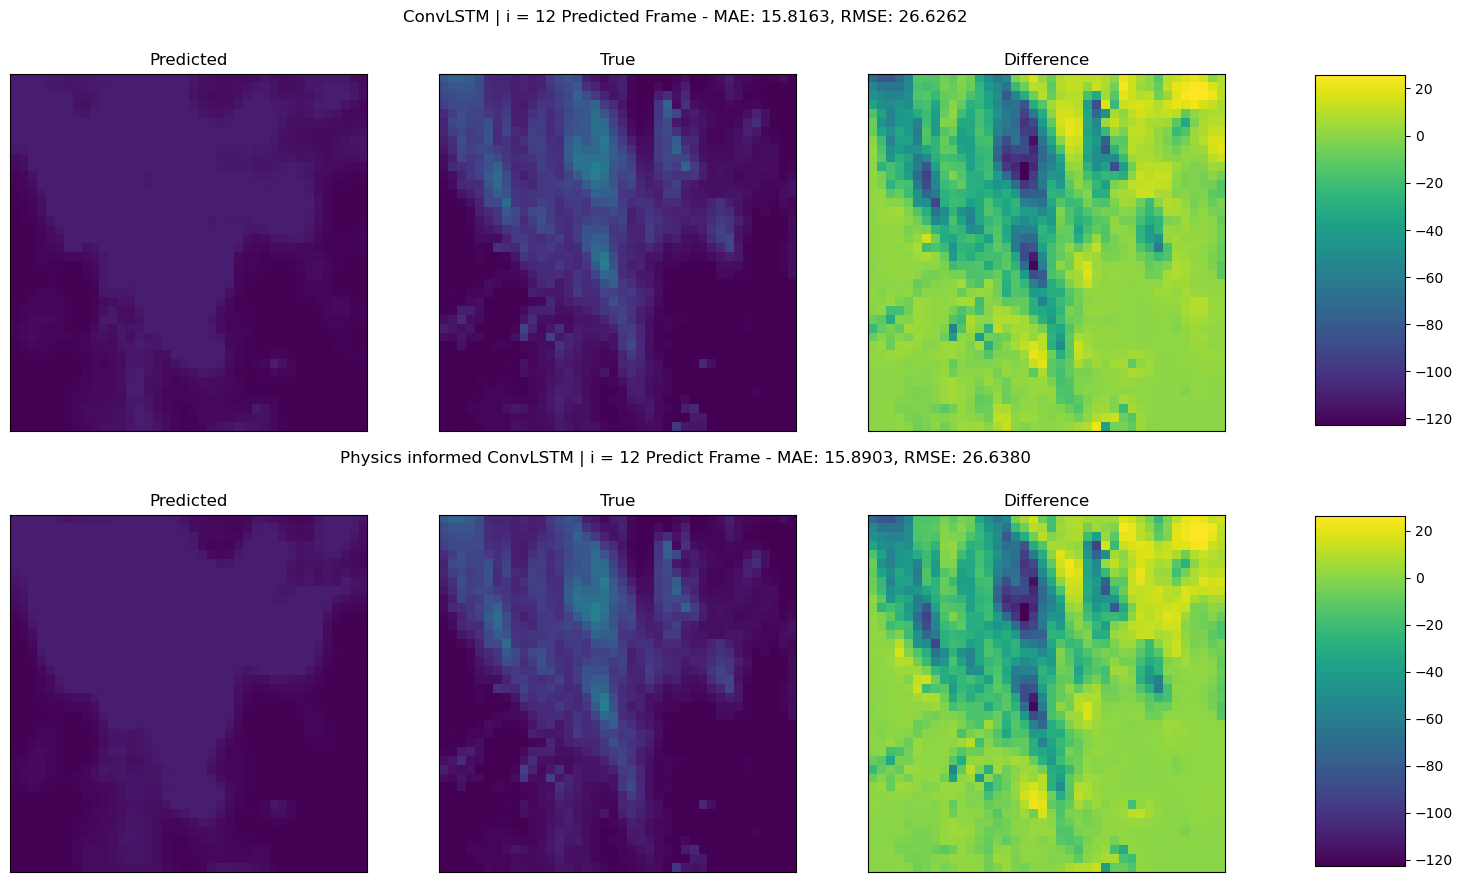 ConvLSTM | i = 12 Predicted Frame - MAE: 15.8163, RMSE: 26.6262
Predicted
True
Difference
20
0
−20
−40
−60
−80
−100
−120
Physics informed ConvLSTM | i = 12 Predict Frame - MAE: 15.8903, RMSE: 26.6380
Predicted
True
Difference
20
0
−20
−40
−60
−80
−100
−120